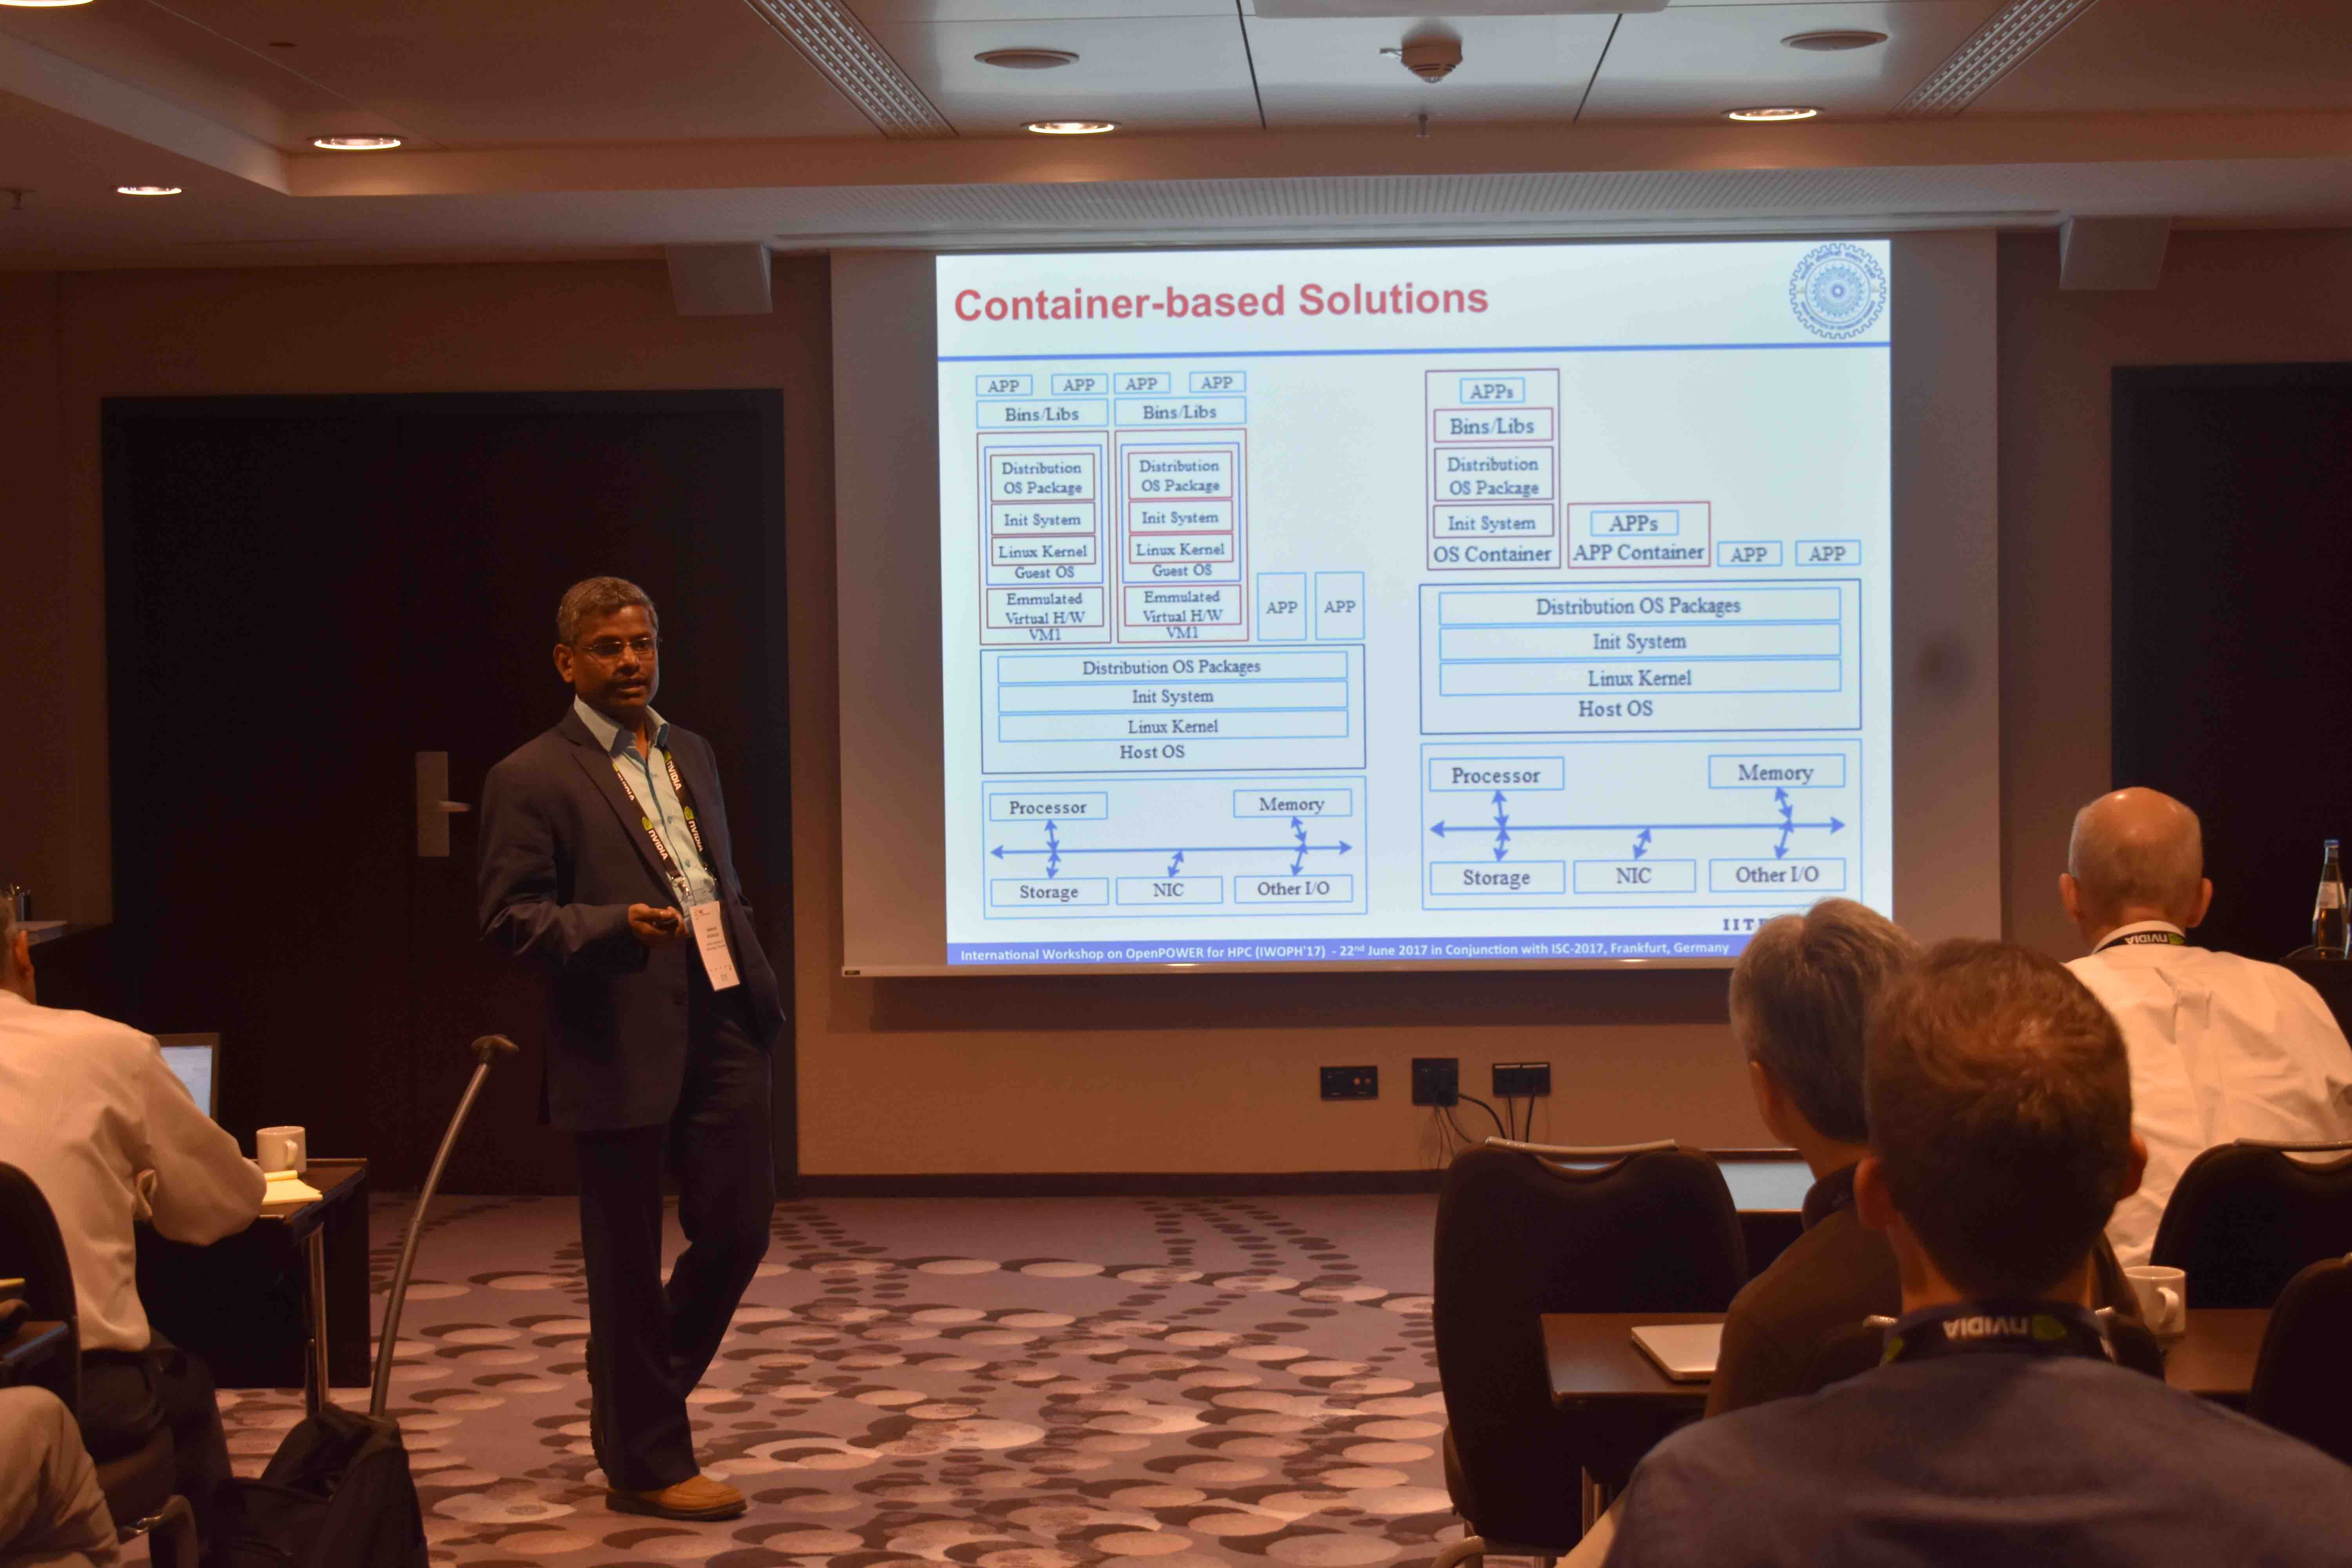 Container-based Solutions
APP APP APP APP
Bins/Libs Bins/Libs
Distribution
OS Package
Init System
Linux Kernel
Guest OS
Emmulated
Virtual H/W
VM1
Distribution
OS Package
Init System
Linux Kernel
Guest OS
Emmulated
Virtual H/W
VM1
APP APP
Distribution OS Packages
Init System
Linux Kernel
Host OS
Processor Memory
Storage NIC Other I/O
APPs
Bins/Libs
Distribution
OS Package
Init System
OS Container
APPs
APP Container
APP APP
Distribution OS Packages
Init System
Linux Kernel
Host OS
Processor Memory
Storage NIC Other I/O
International Workshop on OpenPOWER for HPC (IWOPH'17) - 22nd June 2017 in Conjunction with ISC-2017, Frankfurt, Germany
NVIDIA
NVIDIA
NVIDIA
NVIDIA
NVIDIA